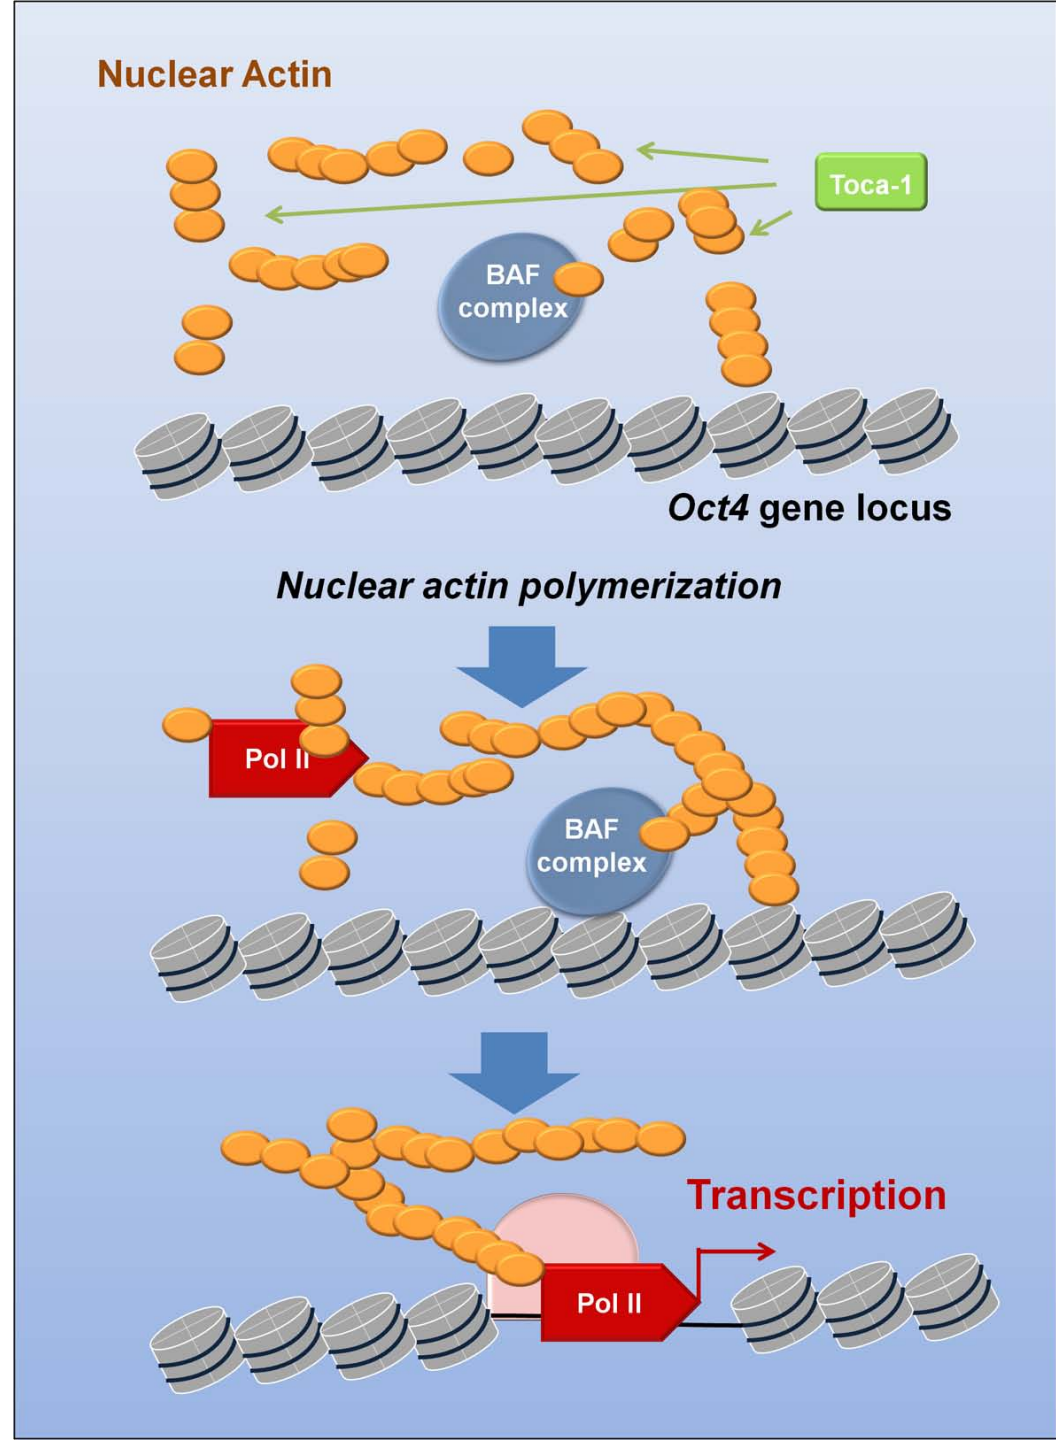 Nuclear Actin
Toca-1
BAF
complex
Oct4 gene locus
Nuclear actin polymerization
Pol II
BAF
complex
Transcription
Pol II